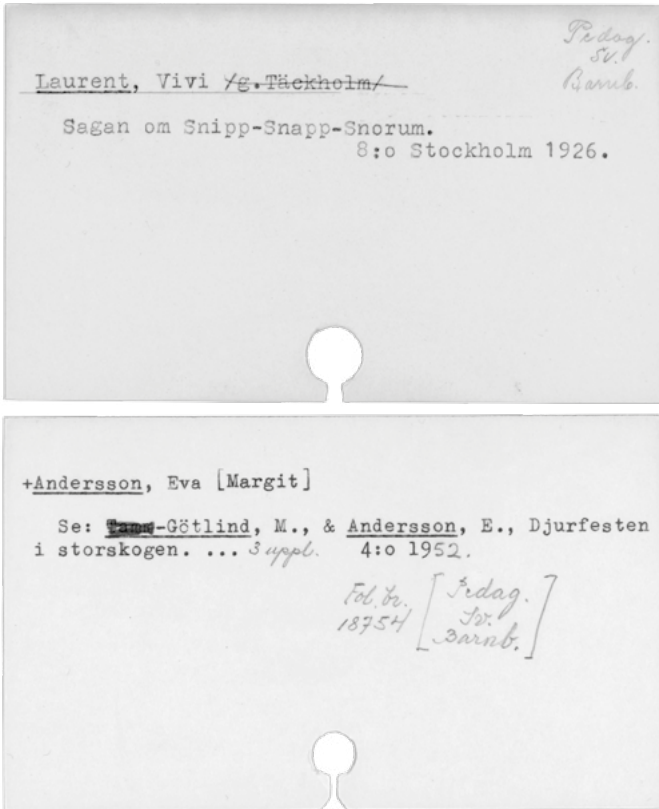 Pedag.
Sv.
Barnb.
Laurent, Vivi /g.Täckholm/
Sagan om Snipp-Snapp-Snorum.
8:o Stockholm 1926.
+Andersson, Eva [Margit]
Se: -Götlind, M., & Andersson, E., Djurfesten
i storskogen. ... 3 uppl. 4:o 1952.
Fol. br. [Pedag.
18754 Sv.
Barnb.]